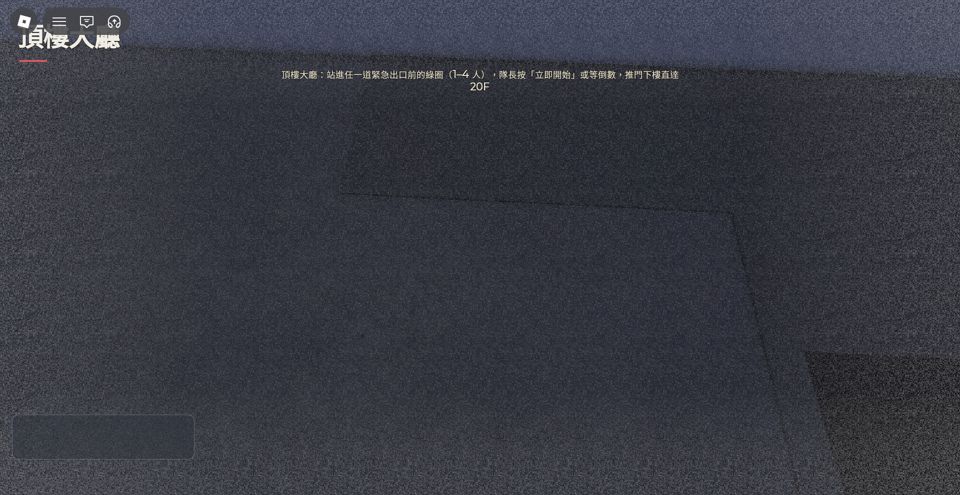 頂樓大廳
頂樓大廳：站進任一道緊急出口前的綠圈（1–4 人），隊長按「立即開始」或等倒數，推門下樓直達
20F